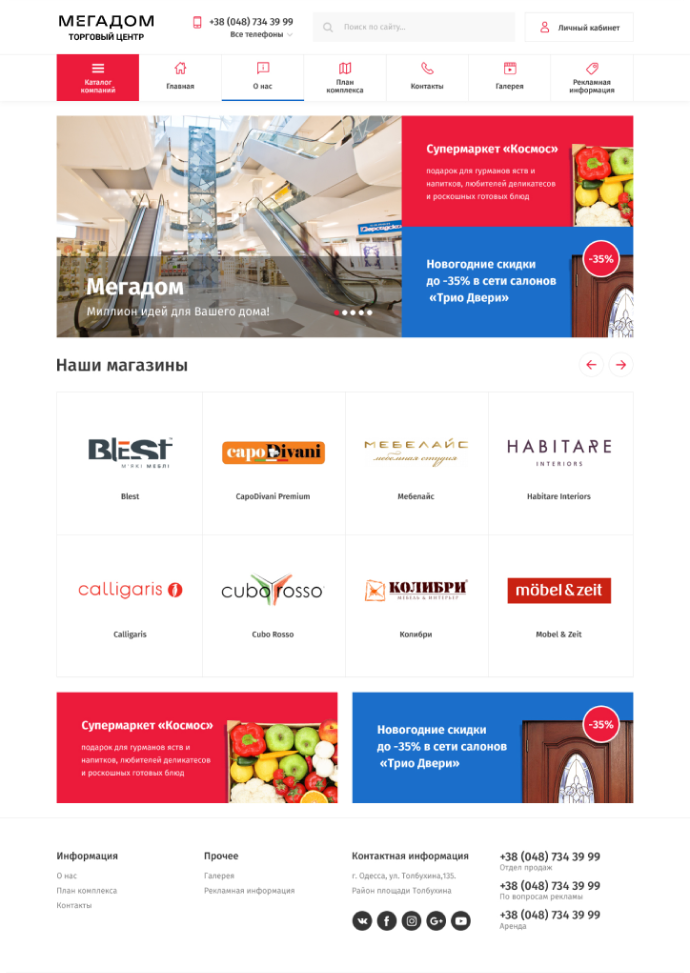 МЕГАДОМ
ТОРГОВЫЙ ЦЕНТР
+38 (048) 734 39 99
Все телефоны
Поиск по сайту...
Личный кабинет
Каталог
компаний
Главная
О нас
План
комплекса
Контакты
Галерея
Рекламная
информация
Мегадом
Миллион идей для Вашего дома!
Супермаркет «Космос»
подарок для гурманов яств и
напитков, любителей деликатесов
и роскошных готовых блюд
Новогодние скидки
до -35% в сети салонов
«Трио Двери»
-35%
Наши магазины
BLEST
М'ЯКІ МЕБЛІ
Blest
capoDivani
CapoDivani Premium
МЕБЕЛАЙС
мебельная студия
Мебелайс
HABITARE
INTERIORS
Habitare Interiors
calligaris
Calligaris
cuborosso
Cubo Rosso
КОЛИБРИ
МЕБЕЛЬ & ИНТЕРЬЕР
Колибри
möbel & zeit
Mobel & Zeit
Супермаркет «Космос»
подарок для гурманов яств и
напитков, любителей деликатесов
и роскошных готовых блюд
Новогодние скидки
до -35% в сети салонов
«Трио Двери»
-35%
Информация
О нас
План комплекса
Контакты
Прочее
Галерея
Рекламная информация
Контактная информация
г. Одесса, ул. Толбухина,135.
Район площади Толбухина
+38 (048) 734 39 99
Отдел продаж
+38 (048) 734 39 99
По вопросам рекламы
+38 (048) 734 39 99
Аренда